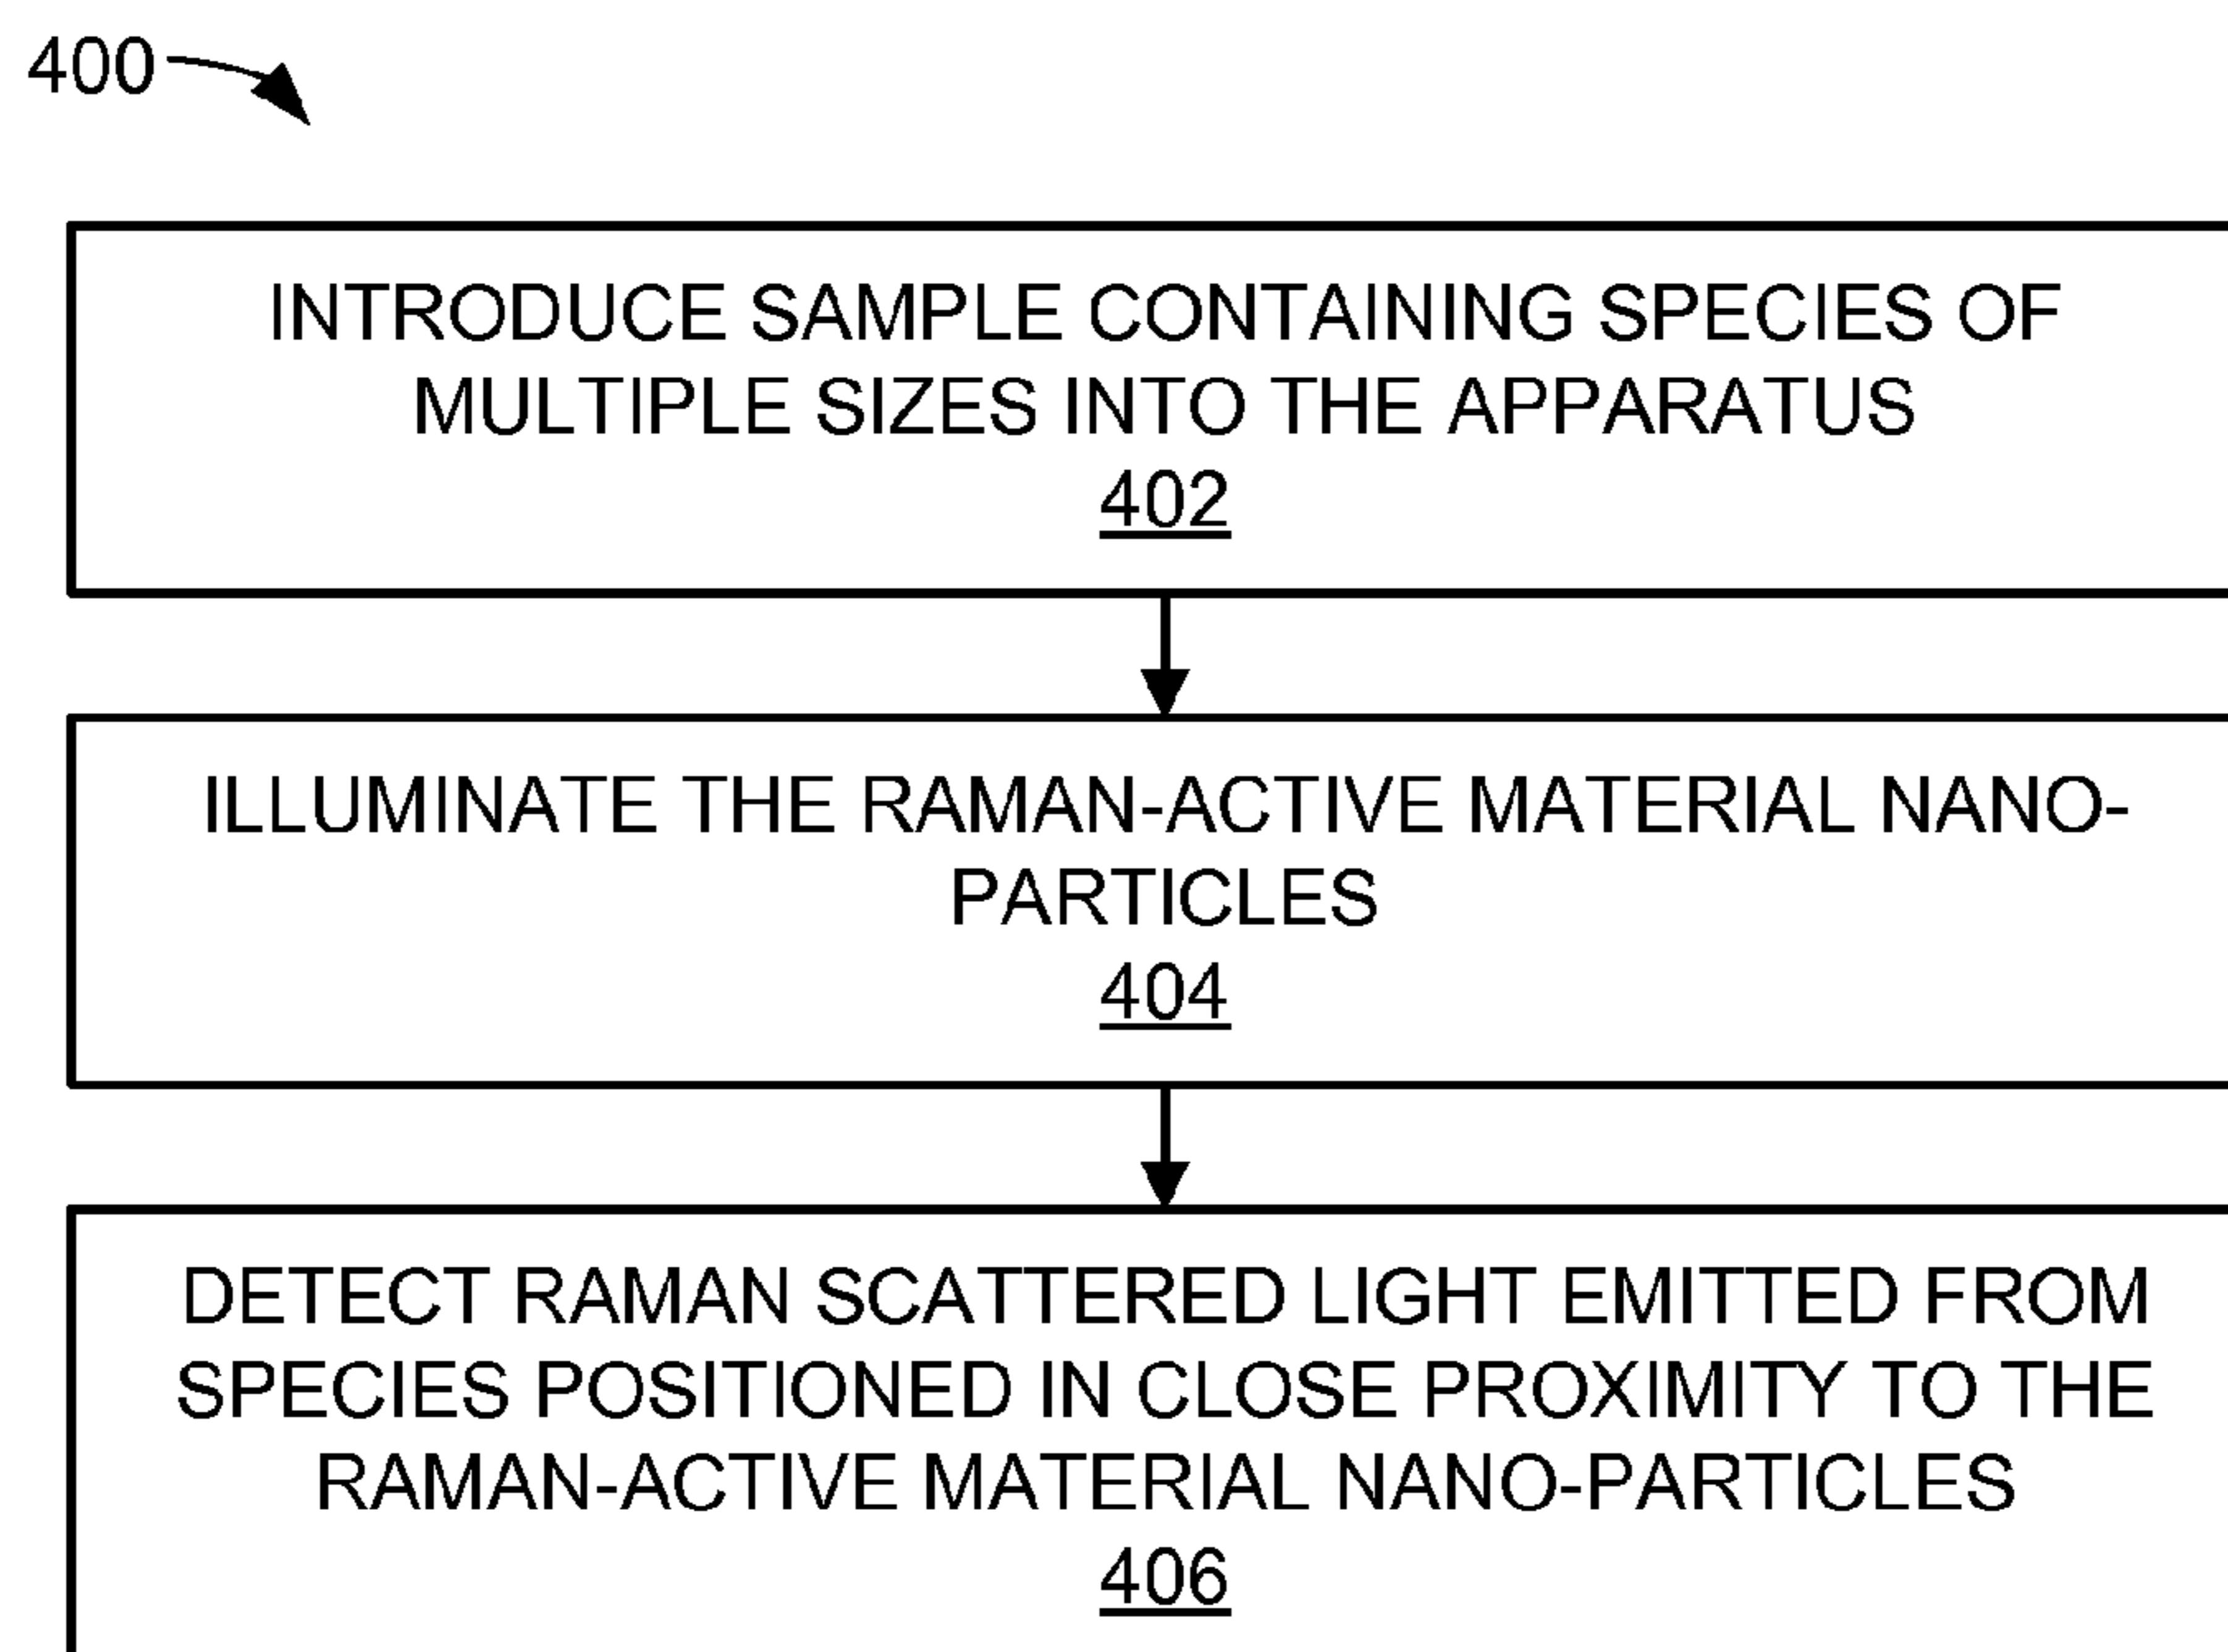 400
INTRODUCE SAMPLE CONTAINING SPECIES OF
MULTIPLE SIZES INTO THE APPARATUS
402
ILLUMINATE THE RAMAN-ACTIVE MATERIAL NANO-
PARTICLES
404
DETECT RAMAN SCATTERED LIGHT EMITTED FROM
SPECIES POSITIONED IN CLOSE PROXIMITY TO THE
RAMAN-ACTIVE MATERIAL NANO-PARTICLES
406